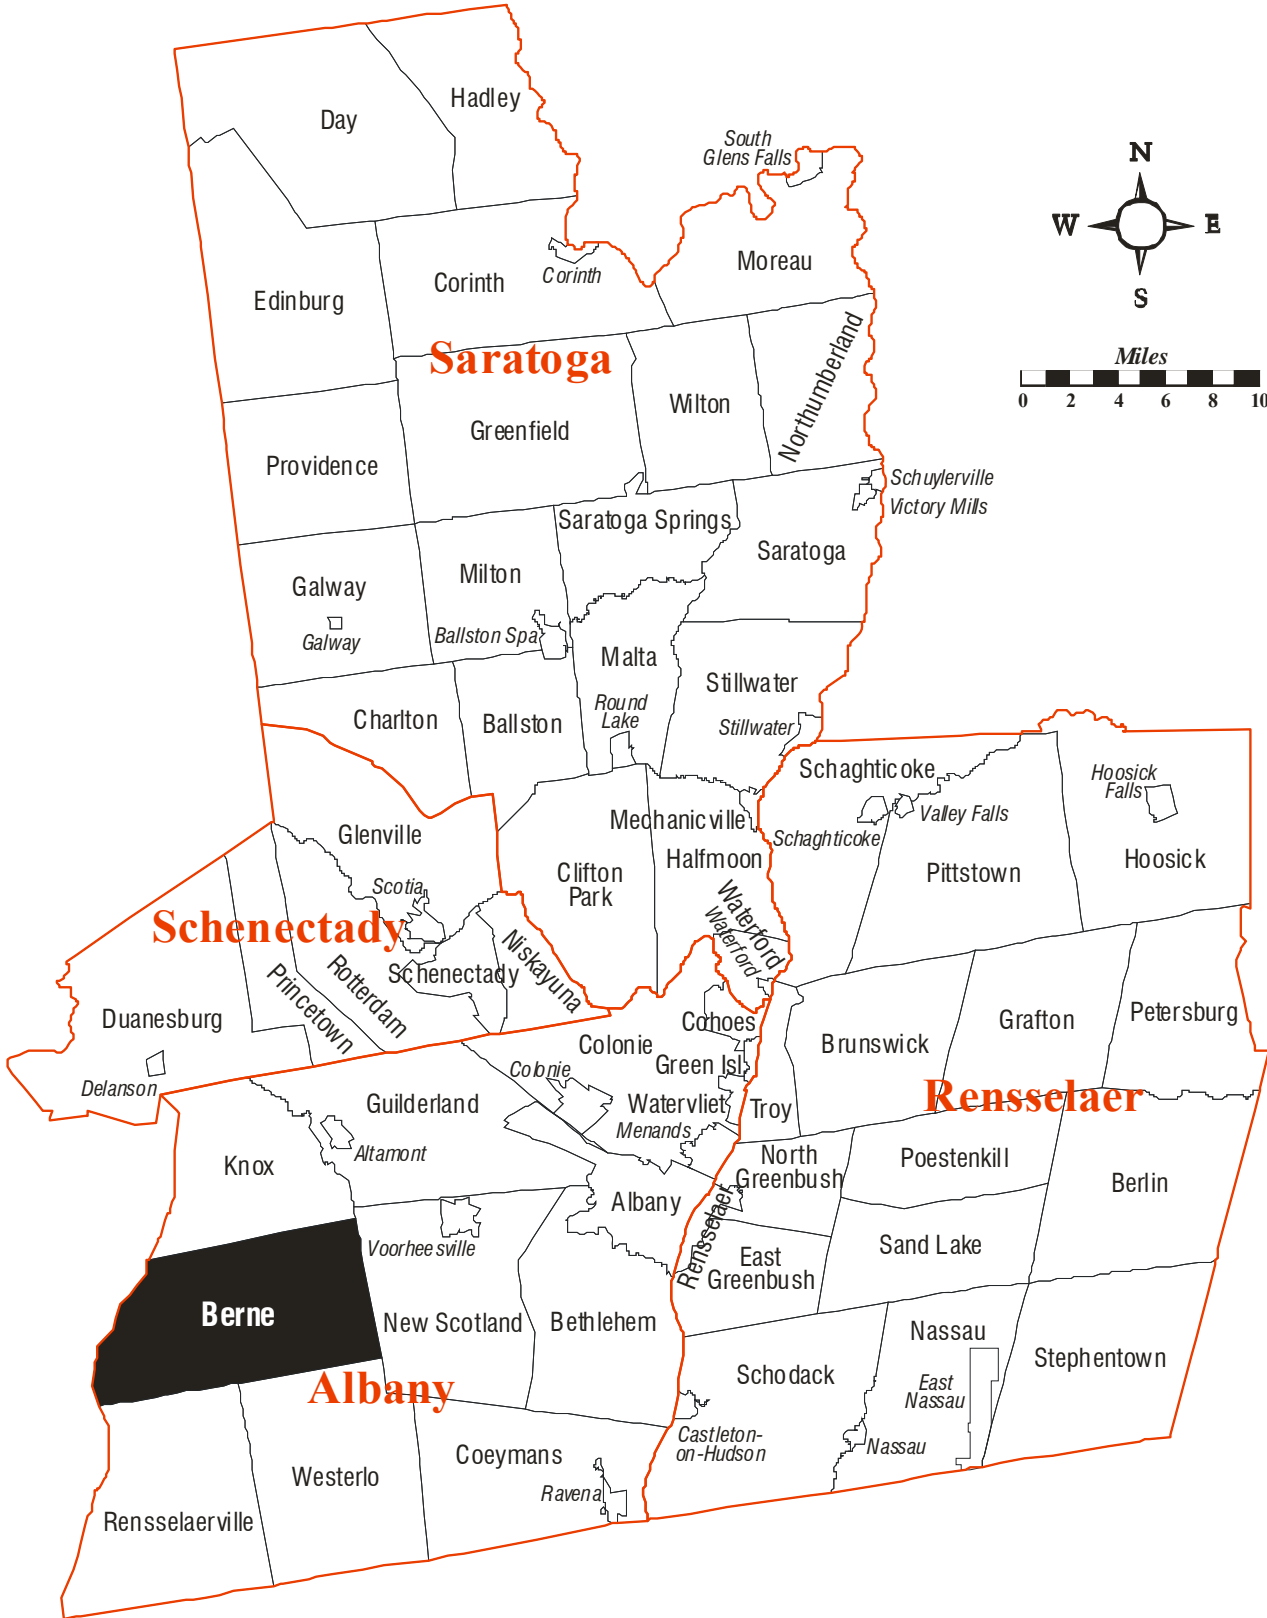 Hadley
Day
South
Glens Falls
N
W
E
S
Moreau
Corinth
Corinth
Edinburg
Saratoga
Miles
0 2 4 6 8 10
Northumberland
Wilton
Greenfield
Providence
Schuylerville
Victory Mills
Saratoga Springs
Saratoga
Milton
Galway
Galway
Ballston Spa
Malta
Stillwater
Round
Lake
Charlton
Ballston
Stillwater
Schaghticoke
Hoosick
Falls
Valley Falls
Mechanicville
Schaghticoke
Glenville
Halfmoon
Hoosick
Clifton
Park
Pittstown
Scotia
Waterford
Waterford
Schenectady
Schenectady
Niskayuna
Rotterdam
Princetown
Duanesburg
Cohoes
Grafton
Petersburg
Colonie
Brunswick
Green Isl.
Colonie
Delanson
Guilderland
Watervliet
Menands
Troy
Rensselaer
Altamont
Knox
North
Greenbush
Poestenkill
Berlin
Albany
Rensselaer
Voorheesville
Sand Lake
East
Greenbush
Berne
New Scotland
Bethlehem
Nassau
Stephentown
Albany
Schodack
East
Nassau
Castleton-
on-Hudson
Nassau
Coeymans
Westerlo
Ravena
Rensselaerville